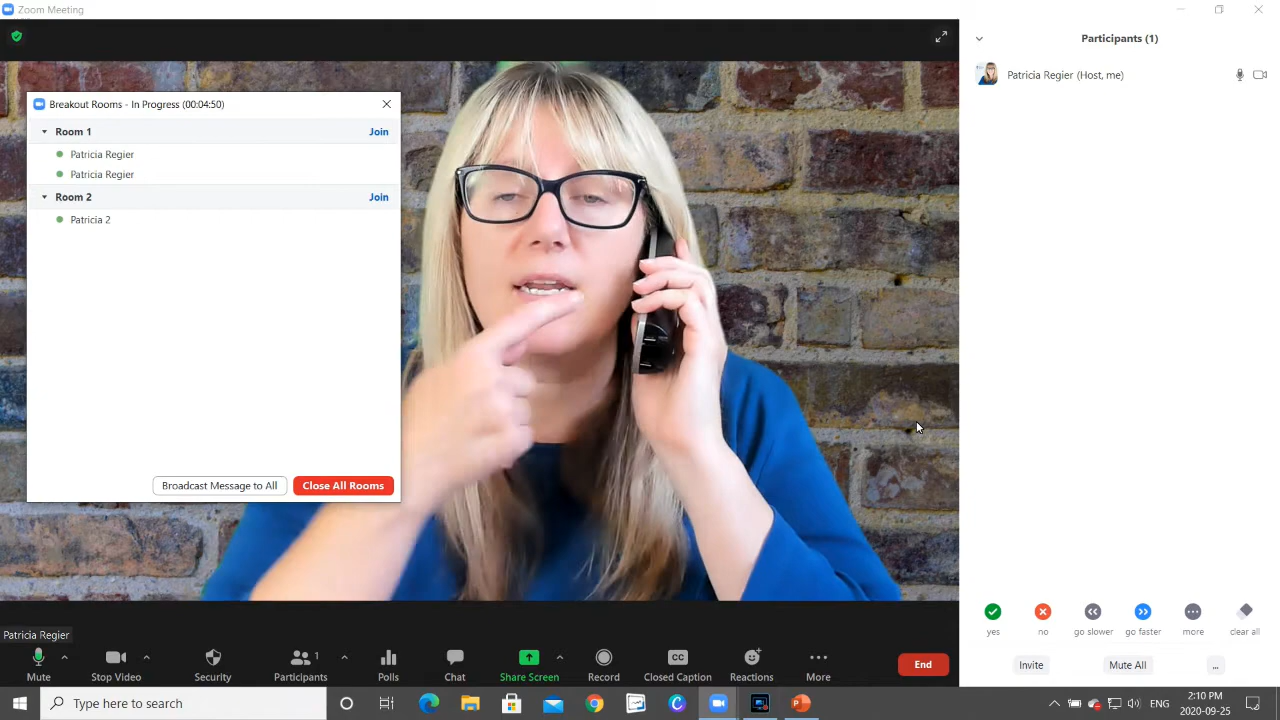 Zoom Meeting
Breakout Rooms - In Progress (00:04:50)
Room 1 Join
Patricia Regier
Patricia Regier
Room 2 Join
Patricia 2
Broadcast Message to All Close All Rooms
Participants (1)
Patricia Regier (Host, me)
yes no go slower go faster more clear all
Invite Mute All ...
Patricia Regier
1
CC
Mute Stop Video Security Participants Polls Chat Share Screen Record Closed Caption Reactions More End
Type here to search
ENG
2:10 PM
2020-09-25